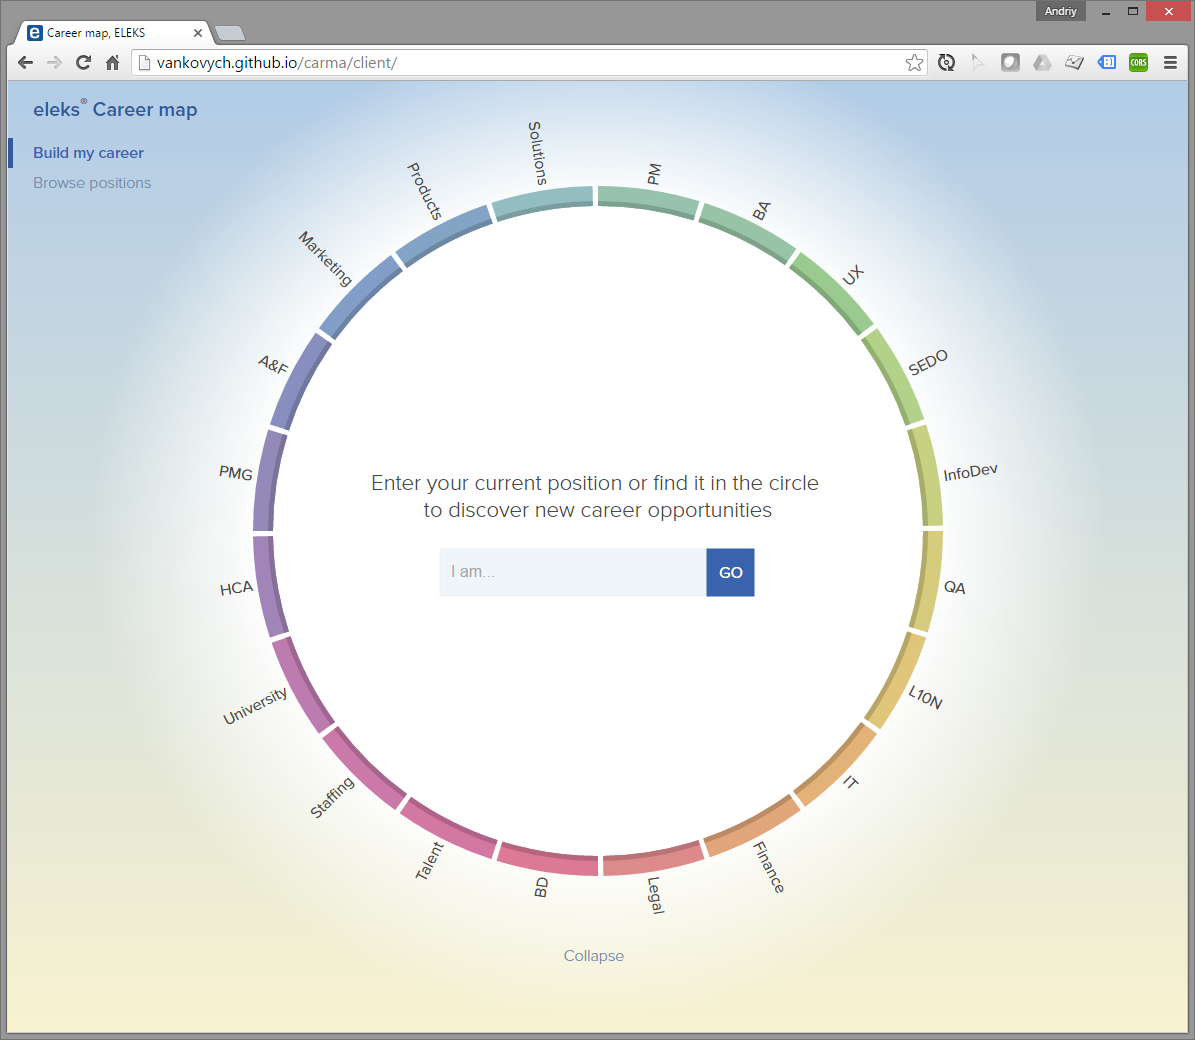 Andriy
Career map, ELEKS
vankovych.github.io/carma/client/
CORS
eleks® Career map
Build my career
Browse positions
Solutions
PM
BA
UX
SEDO
InfoDev
QA
L10N
IT
Finance
Legal
BD
Talent
Staffing
University
HCA
PMG
A&F
Marketing
Products
Enter your current position or find it in the circle
to discover new career opportunities
I am...
GO
Collapse